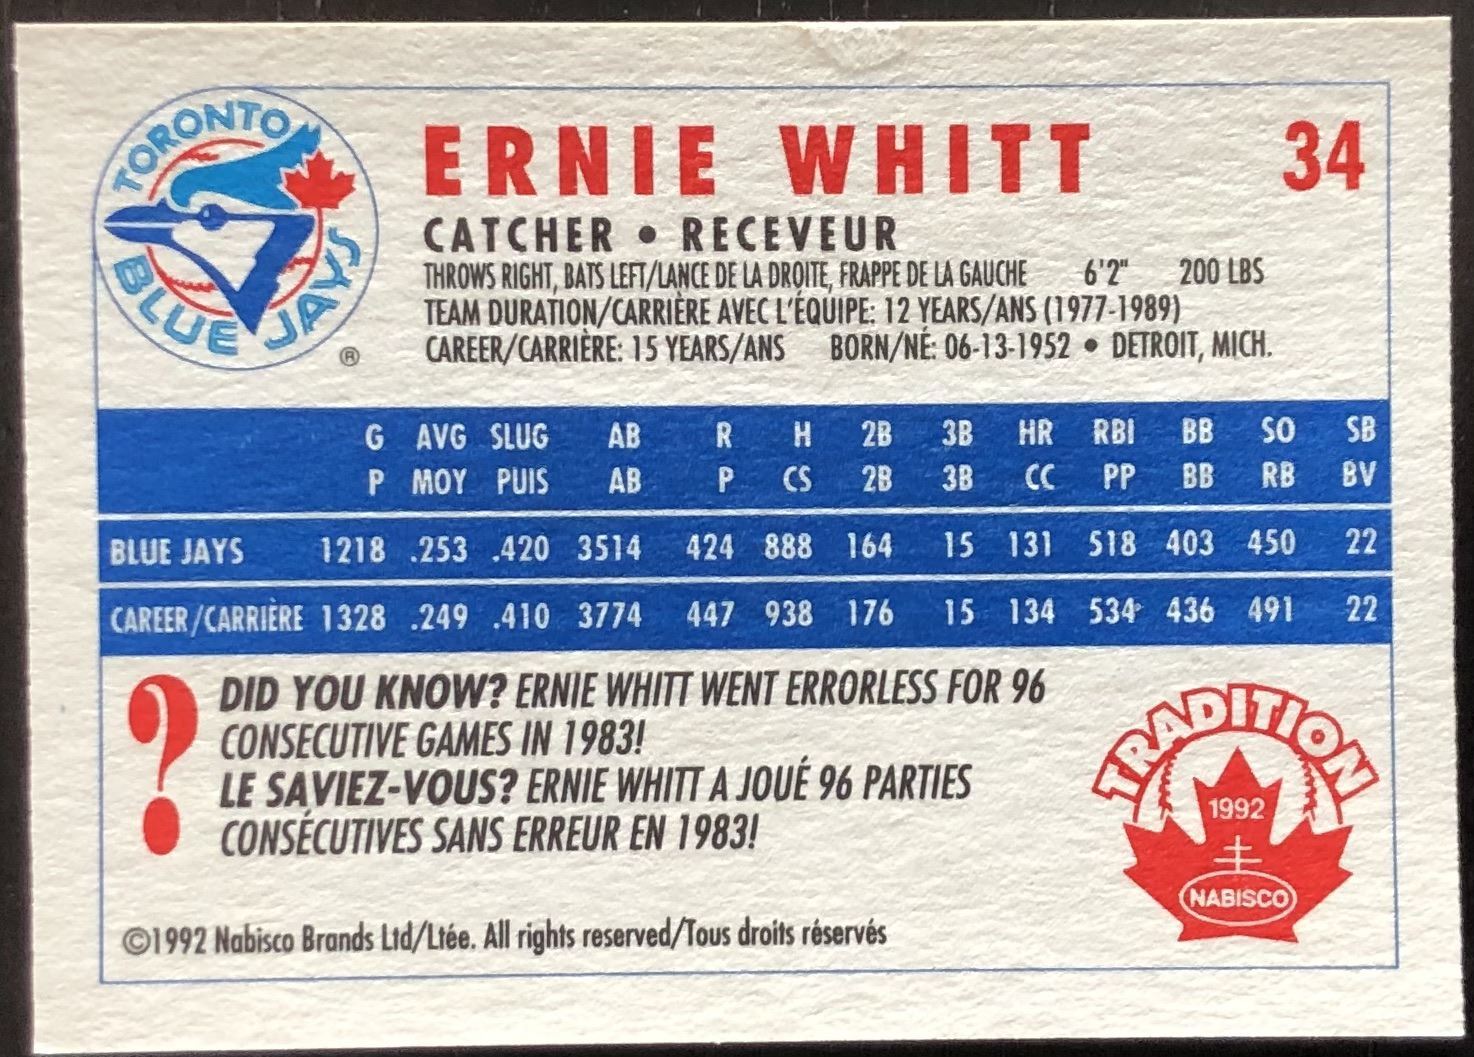 TORONTO
BLUE JAYS
®
ERNIE WHITT 34
CATCHER • RECEVEUR
THROWS RIGHT, BATS LEFT/LANCE DE LA DROITE, FRAPPE DE LA GAUCHE 6'2" 200 LBS
TEAM DURATION/CARRIÈRE AVEC L'ÉQUIPE: 12 YEARS/ANS (1977-1989)
CAREER/CARRIÈRE: 15 YEARS/ANS BORN/NÉ: 06-13-1952 • DETROIT, MICH.
G AVG SLUG AB R H 2B 3B HR RBI BB SO SB
P MOY PUIS AB P CS 2B 3B CC PP BB RB BV
BLUE JAYS 1218 .253 .420 3514 424 888 164 15 131 518 403 450 22
CAREER/CARRIÈRE 1328 .249 .410 3774 447 938 176 15 134 534 436 491 22
? DID YOU KNOW? ERNIE WHITT WENT ERRORLESS FOR 96
CONSECUTIVE GAMES IN 1983!
LE SAVIEZ-VOUS? ERNIE WHITT A JOUÉ 96 PARTIES
CONSÉCUTIVES SANS ERREUR EN 1983!
TRADITION
1992
NABISCO
©1992 Nabisco Brands Ltd/Ltée. All rights reserved/Tous droits réservés